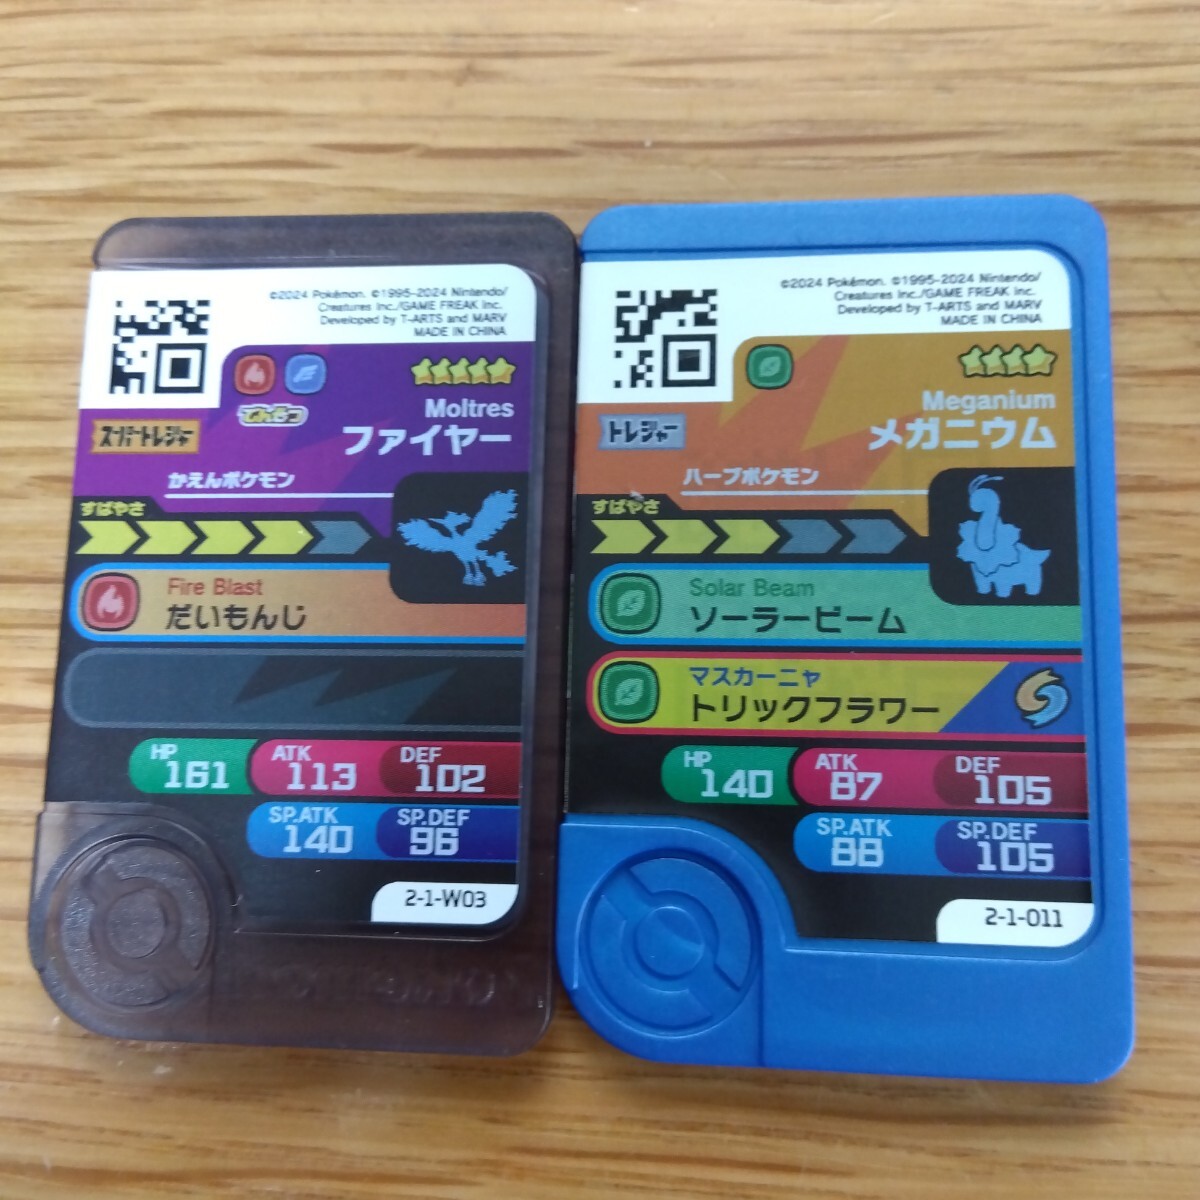 ©2024 Pokémon. ©1995-2024 Nintendo/
Creatures Inc./GAME FREAK Inc.
Developed by T-ARTS and MARV
MADE IN CHINA
スーパートレジャー
でんせつ
Moltres
ファイヤー
かえんポケモン
すばやさ
Fire Blast
だいもんじ
HP
161
ATK
113
DEF
102
SP.ATK
140
SP.DEF
96
2-1-W03
©2024 Pokémon. ©1995-2024 Nintendo/
Creatures Inc./GAME FREAK Inc.
Developed by T-ARTS and MARV
MADE IN CHINA
トレジャー
Meganium
メガニウム
ハーブポケモン
すばやさ
Solar Beam
ソーラービーム
マスカーニャ
トリックフラワー
HP
140
ATK
87
DEF
105
SP.ATK
88
SP.DEF
105
2-1-011